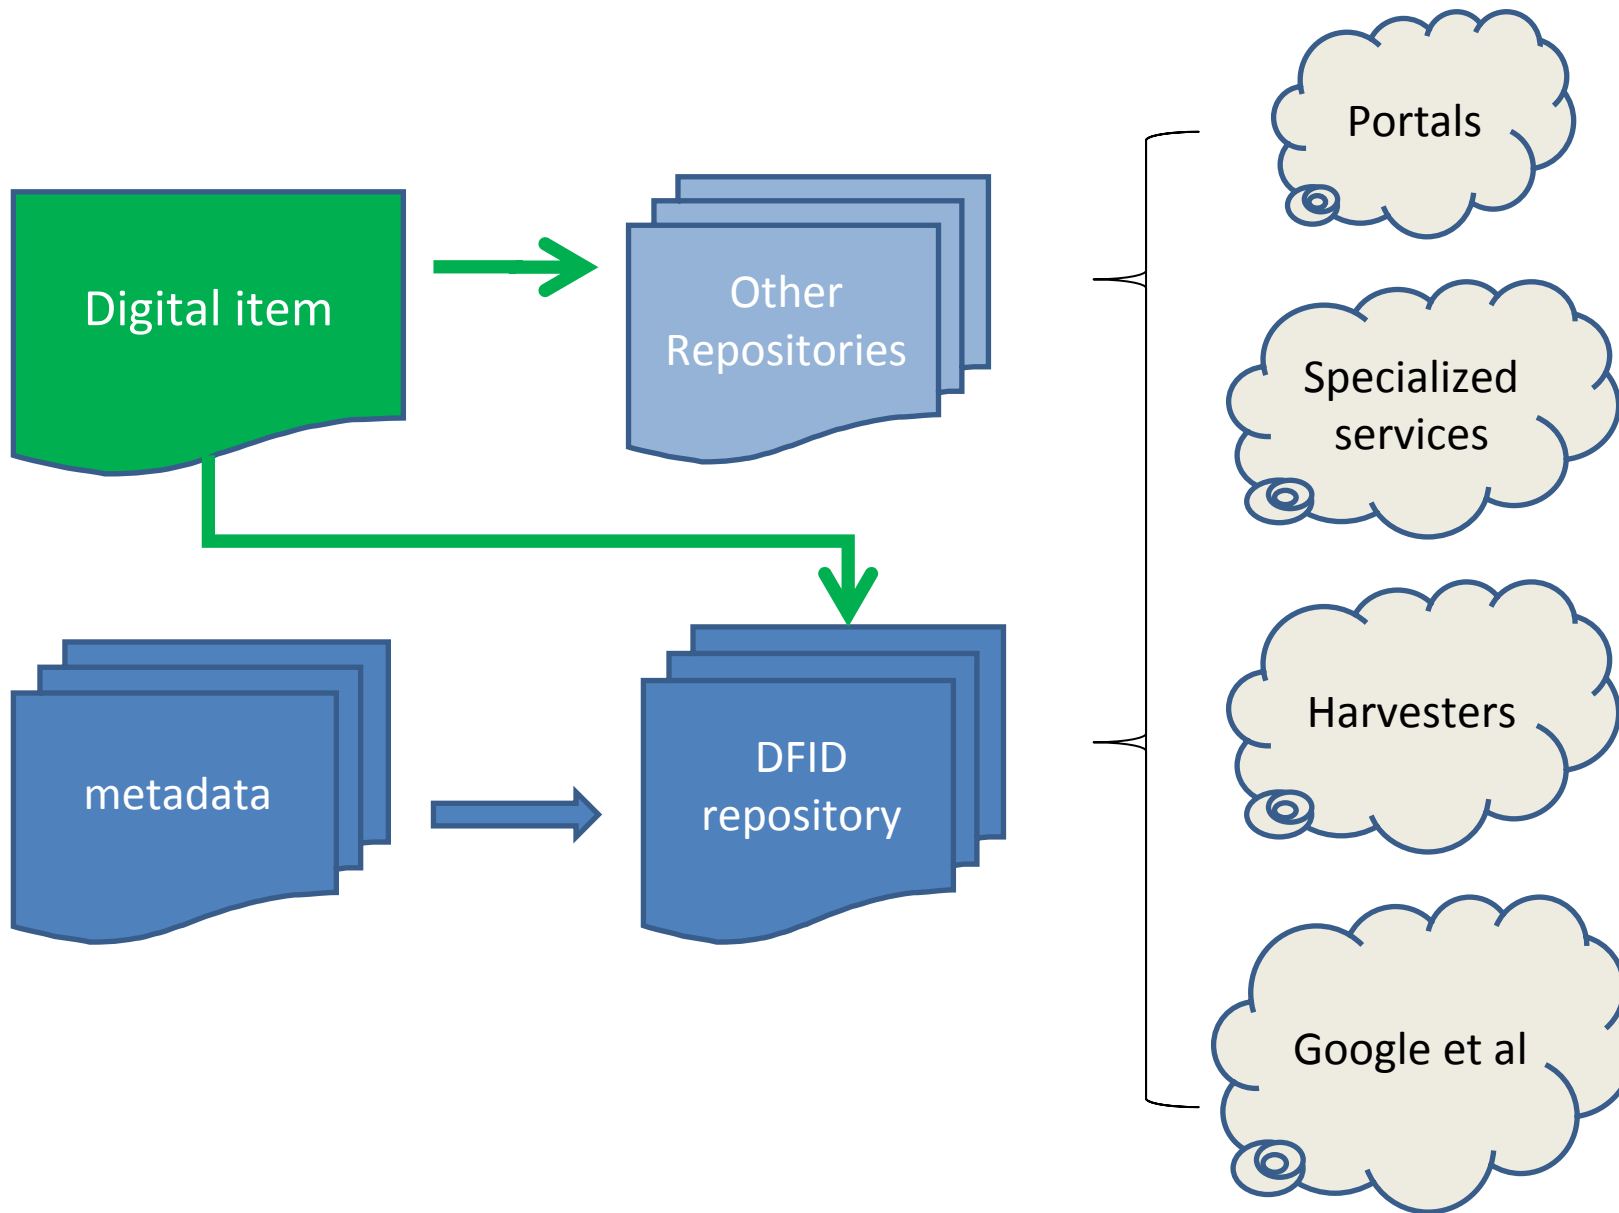 Digital item
Other
Repositories
metadata
DFID
repository
Portals
Specialized
services
Harvesters
Google et al